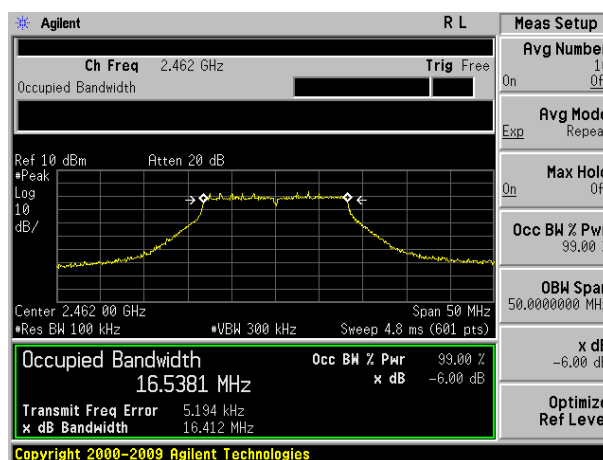 Agilent R L
Ch Freq 2.462 GHz Trig Free
Occupied Bandwidth
Ref 10 dBm Atten 20 dB
#Peak
Log
10
dB/
Center 2.462 00 GHz Span 50 MHz
#Res BW 100 kHz #VBW 300 kHz Sweep 4.8 ms (601 pts)
Occupied Bandwidth
16.5381 MHz
Occ BW % Pwr 99.00 %
x dB -6.00 dB
Transmit Freq Error 5.194 kHz
x dB Bandwidth 16.412 MHz
Copyright 2000-2009 Agilent Technologies
Meas Setup
Avg Number
On
Avg Mode
Exp Repea
Max Hold
On
Occ BW % Pwr
99.00
OBW Span
50.0000000 MHz
x dB
-6.00 dB
Optimize
Ref Level